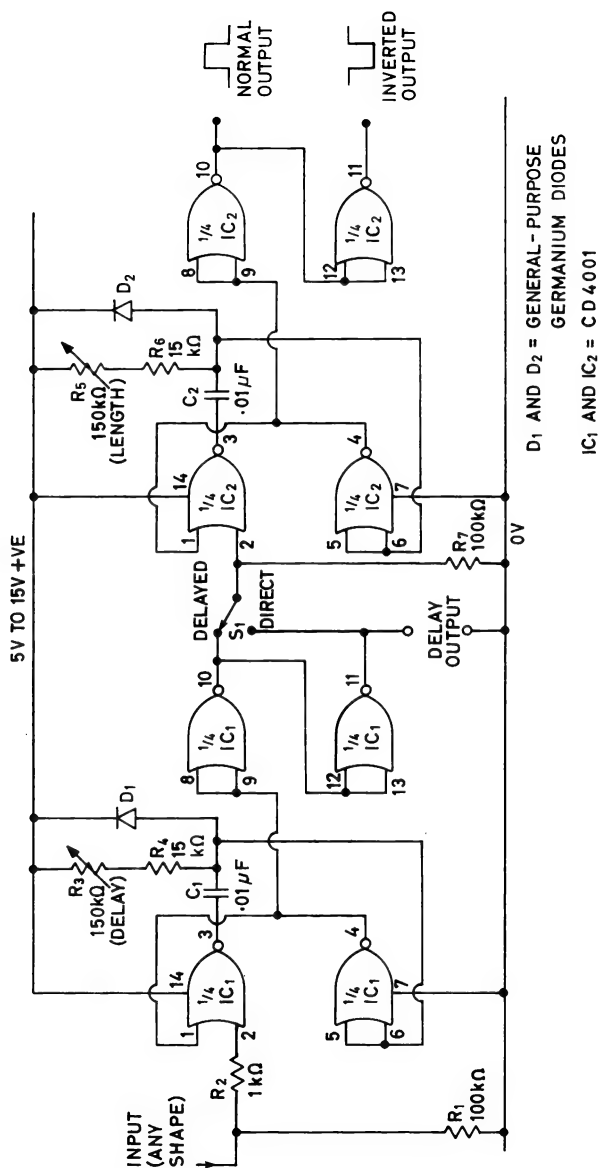 5V TO 15V +VE
R3
150kΩ
(DELAY)
R4
15
kΩ
D1
C1
.01µF
14
1
2
3
¼
IC1
5
6
4
7
¼
IC1
INPUT
(ANY
SHAPE)
R2
1kΩ
R1
100kΩ
8
9
10
¼
IC1
12
13
11
¼
IC1
DELAYED
S1
DIRECT
DELAY
OUTPUT
R5
150kΩ
(LENGTH)
R6
15
kΩ
D2
C2
.01µF
14
1
2
3
¼
IC2
5
6
4
7
¼
IC2
R7
100kΩ
0V
8
9
10
¼
IC2
12
13
11
¼
IC2
NORMAL
OUTPUT
INVERTED
OUTPUT
D1 AND D2 = GENERAL-PURPOSE
GERMANIUM DIODES
IC1 AND IC2 = CD4001